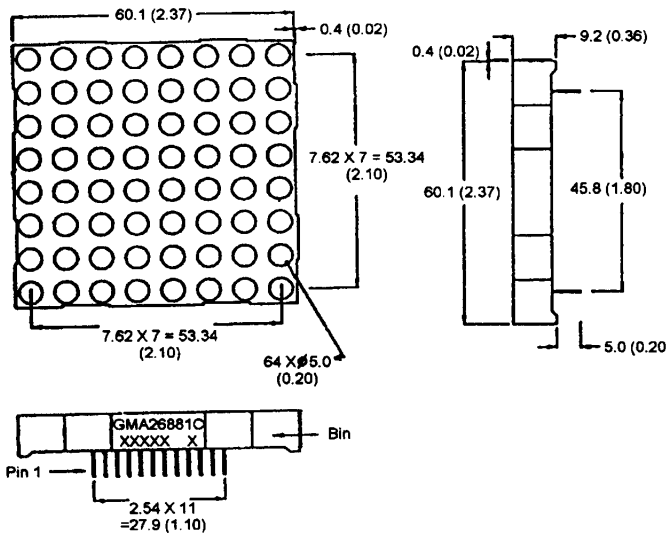 60.1 (2.37)
0.4 (0.02)
7.62 X 7 = 53.34
(2.10)
7.62 X 7 = 53.34
(2.10)
64 X ø5.0
(0.20)
0.4 (0.02)
9.2 (0.36)
60.1 (2.37)
45.8 (1.80)
5.0 (0.20
GMA26881C
XXXXX X
Bin
Pin 1
2.54 X 11
=27.9 (1.10)